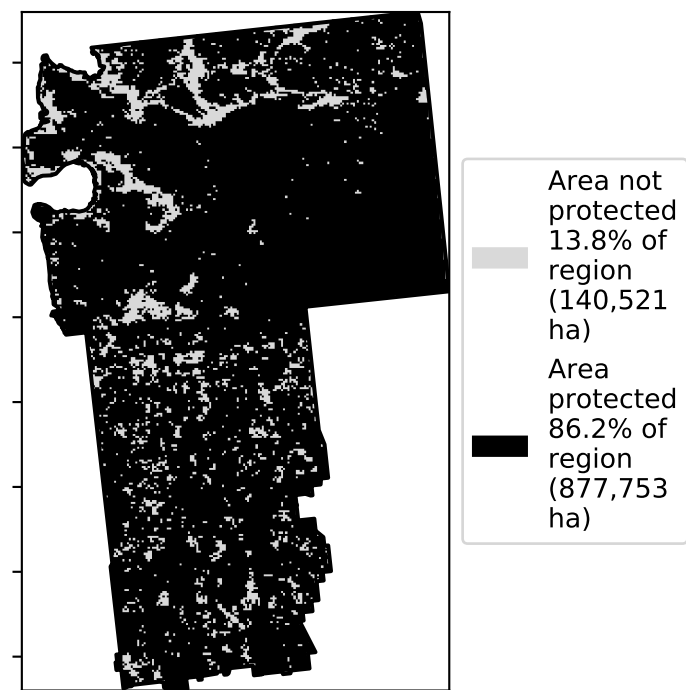 Area not
protected
13.8% of
region
(140,521
ha)
Area
protected
86.2% of
region
(877,753
ha)